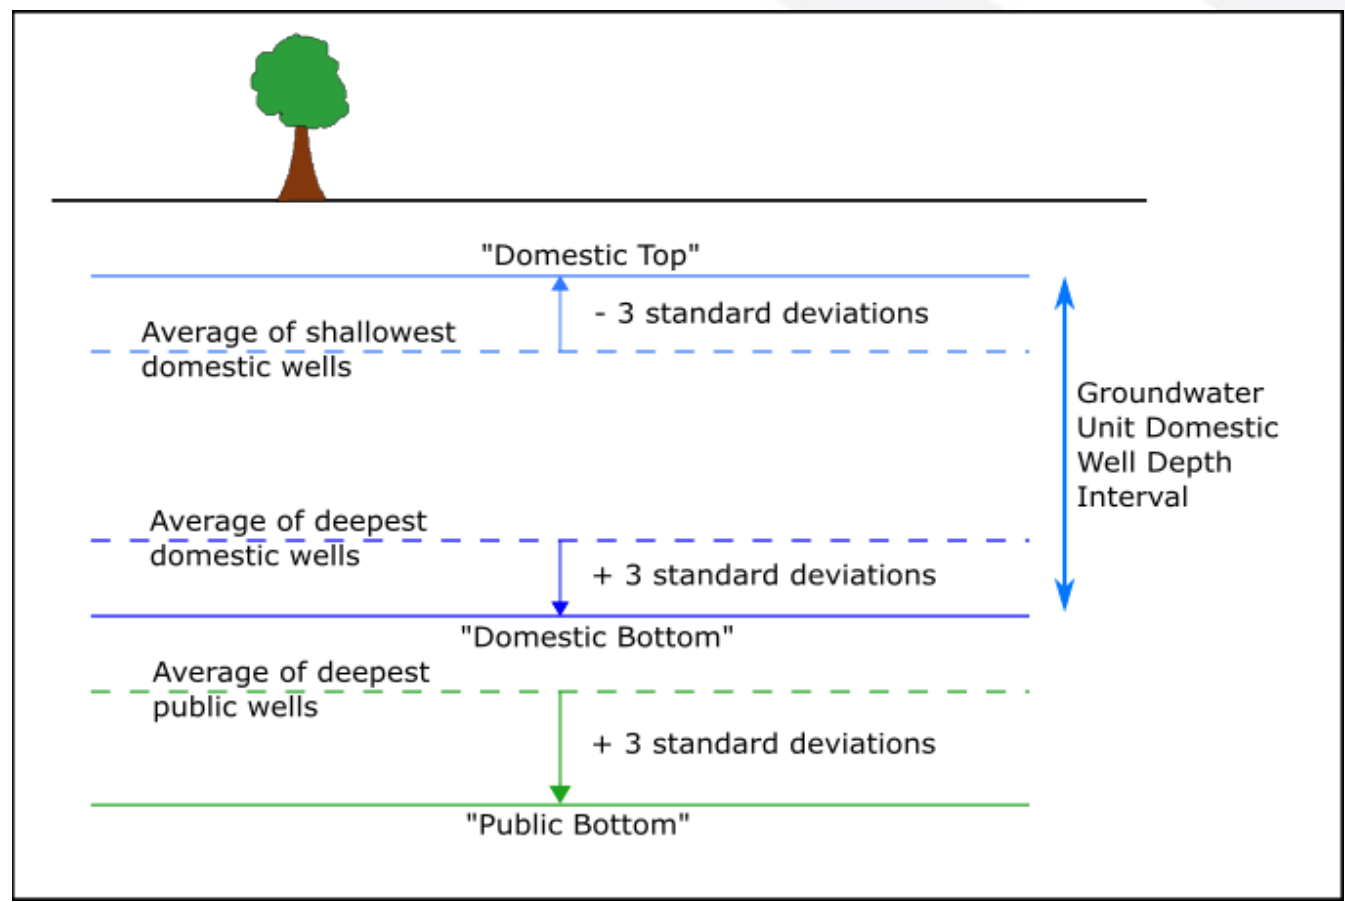 "Domestic Top"
- 3 standard deviations
Average of shallowest
domestic wells
Groundwater
Unit Domestic
Well Depth
Interval
Average of deepest
domestic wells
+ 3 standard deviations
"Domestic Bottom"
Average of deepest
public wells
+ 3 standard deviations
"Public Bottom"